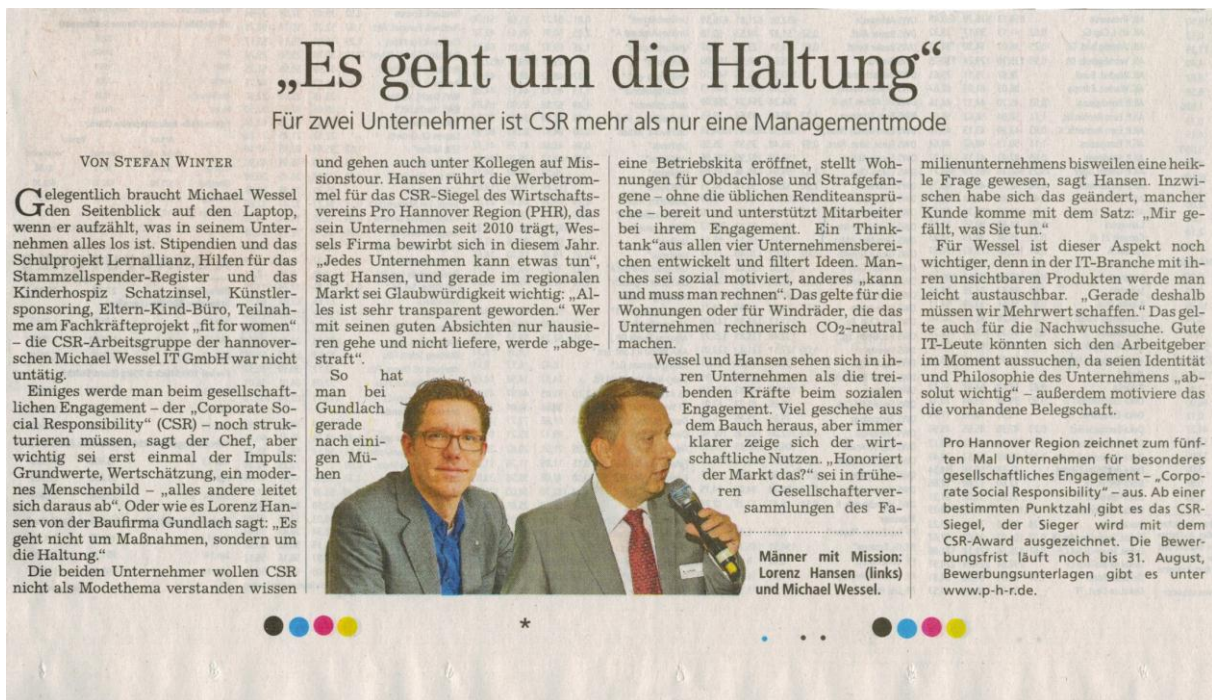 „Es geht um die Haltung“
Für zwei Unternehmer ist CSR mehr als nur eine Managementmode
VON STEFAN WINTER
Gelegentlich braucht Michael Wessel
den Seitenblick auf den Laptop,
wenn er aufzählt, was in seinem Unter-
nehmen alles los ist. Stipendien und das
Schulprojekt Lernallianz, Hilfen für das
Stammzellspender-Register und das
Kinderhospiz Schatzinsel, Künstler-
sponsoring, Eltern-Kind-Büro, Teilnah-
me am Fachkräfteprojekt „fit for women“
– die CSR-Arbeitsgruppe der hannover-
schen Michael Wessel IT GmbH war nicht
untätig.
Einiges werde man beim gesellschaft-
lichen Engagement – der „Corporate So-
cial Responsibility“ (CSR) – noch struk-
turieren müssen, sagt der Chef, aber
wichtig sei erst einmal der Impuls:
Grundwerte, Wertschätzung, ein moder-
nes Menschenbild – „alles andere leitet
sich daraus ab“. Oder wie es Lorenz Han-
sen von der Baufirma Gundlach sagt: „Es
geht nicht um Maßnahmen, sondern um
die Haltung.“
Die beiden Unternehmer wollen CSR
nicht als Modethema verstanden wissen
und gehen auch unter Kollegen auf Mis-
sionstour. Hansen rührt die Werbetrom-
mel für das CSR-Siegel des Wirtschafts-
vereins Pro Hannover Region (PHR), das
sein Unternehmen seit 2010 trägt, Wes-
sels Firma bewirbt sich in diesem Jahr.
„Jedes Unternehmen kann etwas tun“,
sagt Hansen, und gerade im regionalen
Markt sei Glaubwürdigkeit wichtig: „Al-
les ist sehr transparent geworden.“ Wer
mit seinen guten Absichten nur hausie-
ren gehe und nicht liefere, werde „abge-
straft“.
So hat
man bei
Gundlach
gerade
nach eini-
gen Mü-
hen
eine Betriebskita eröffnet, stellt Woh-
nungen für Obdachlose und Strafgefan-
gene – ohne die üblichen Renditeansprü-
che – bereit und unterstützt Mitarbeiter
bei ihrem Engagement. Ein Think-
tank“aus allen vier Unternehmensberei-
chen entwickelt und filtert Ideen. Man-
ches sei sozial motiviert, anderes „kann
und muss man rechnen“. Das gelte für die
Wohnungen oder für Windräder, die das
Unternehmen rechnerisch CO2-neutral
machen.
Wessel und Hansen sehen sich in ih-
ren Unternehmen als die trei-
benden Kräfte beim sozialen
Engagement. Viel geschehe aus
dem Bauch heraus, aber immer
klarer zeige sich der wirt-
schaftliche Nutzen. „Honoriert
der Markt das?“ sei in frühe-
ren Gesellschafterver-
sammlungen des Fa-
Männer mit Mission:
Lorenz Hansen (links)
und Michael Wessel.
milienunternehmens bisweilen eine heik-
le Frage gewesen, sagt Hansen. Inzwi-
schen habe sich das geändert, mancher
Kunde komme mit dem Satz: „Mir ge-
fällt, was Sie tun.“
Für Wessel ist dieser Aspekt noch
wichtiger, denn in der IT-Branche mit ih-
ren unsichtbaren Produkten werde man
leicht austauschbar. „Gerade deshalb
müssen wir Mehrwert schaffen.“ Das gel-
te auch für die Nachwuchssuche. Gute
IT-Leute könnten sich den Arbeitgeber
im Moment aussuchen, da seien Identität
und Philosophie des Unternehmens „ab-
solut wichtig“ – außerdem motiviere das
die vorhandene Belegschaft.
Pro Hannover Region zeichnet zum fünf-
ten Mal Unternehmen für besonderes
gesellschaftliches Engagement – „Corpo-
rate Social Responsibility“ – aus. Ab einer
bestimmten Punktzahl gibt es das CSR-
Siegel, der Sieger wird mit dem
CSR-Award ausgezeichnet. Die Bewer-
bungsfrist läuft noch bis 31. August,
Bewerbungsunterlagen gibt es unter
www.p-h-r.de.
*